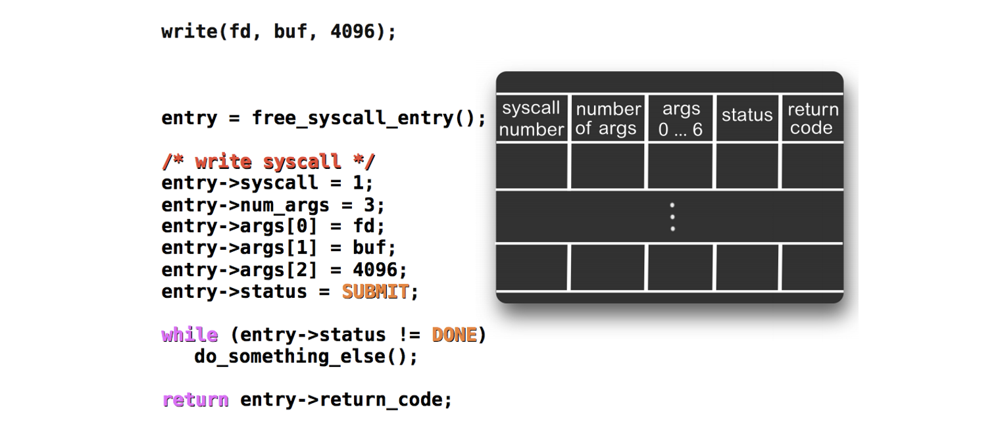 write(fd, buf, 4096);
entry = free_syscall_entry();
/* write syscall */
entry->syscall = 1;
entry->num_args = 3;
entry->args[0] = fd;
entry->args[1] = buf;
entry->args[2] = 4096;
entry->status = SUBMIT;
while (entry->status != DONE)
do_something_else();
return entry->return_code;
syscall
number
number
of args
args
0 ... 6
status
return
code